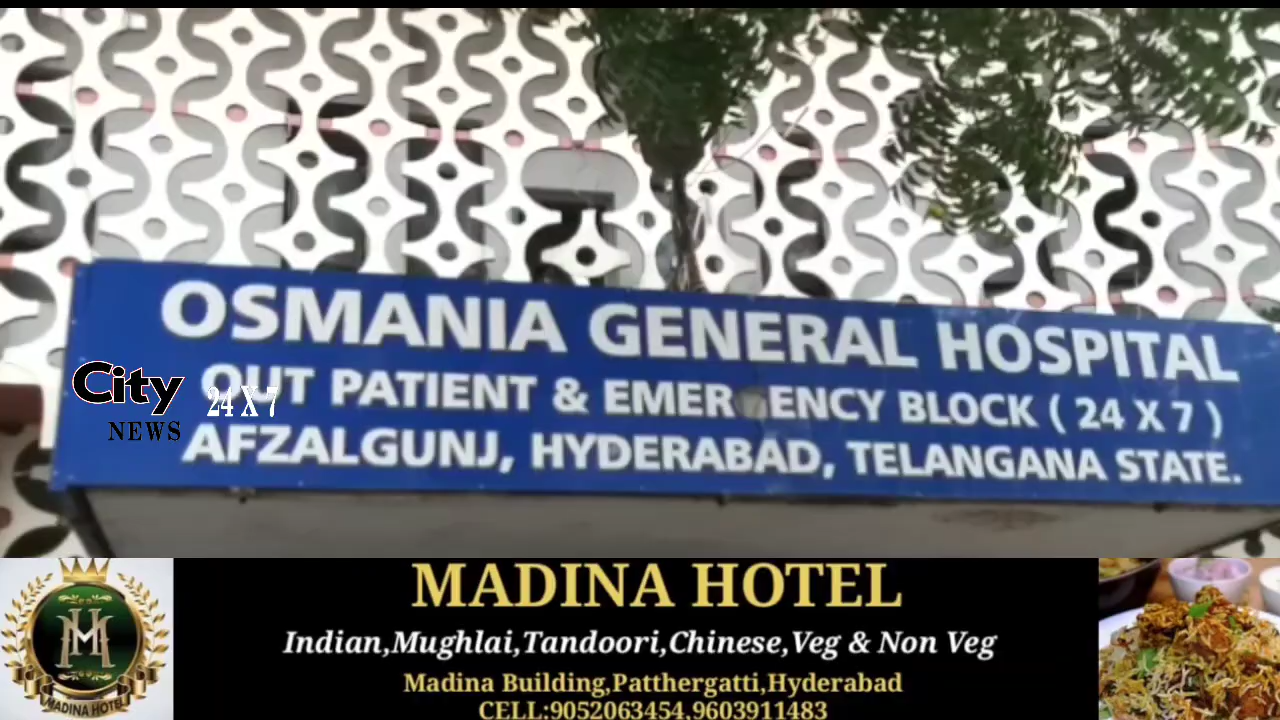 OSMANIA GENERAL HOSPITAL
OUT PATIENT & EMER ENCY BLOCK ( 24 X 7 )
AFZALGUNJ, HYDERABAD, TELANGANA STATE.
City
24 X 7
NEWS
MADINA HOTEL
Indian,Mughlai,Tandoori,Chinese,Veg & Non Veg
Madina Building,Patthergatti,Hyderabad
CELL:9052063454,9603911483
MH
MADINA HOTEL